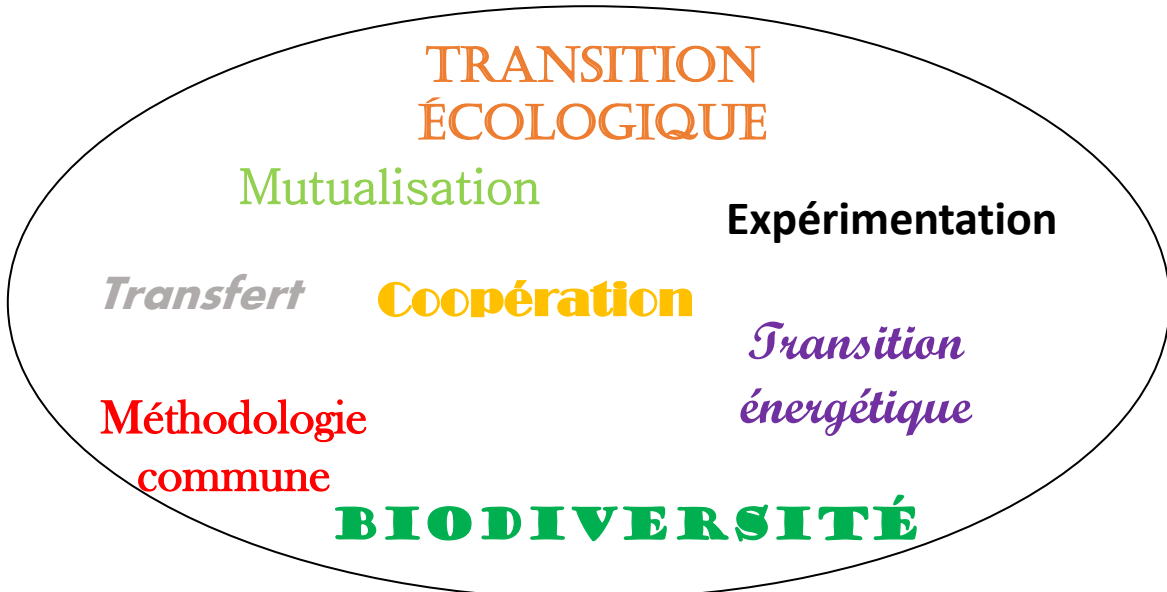 TRANSITION
ÉCOLOGIQUE
Mutualisation
Expérimentation
Transfert
Coopération
Transition
énergétique
Méthodologie
commune
BIODIVERSITÉ